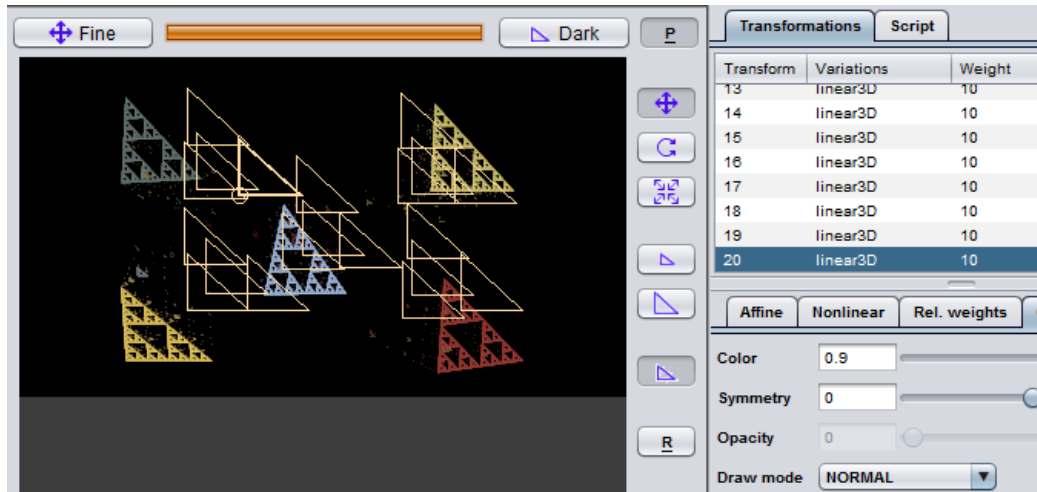 Fine
Dark
P
Transformations Script
Transform Variations Weight
13 linear3D 10
14 linear3D 10
15 linear3D 10
16 linear3D 10
17 linear3D 10
18 linear3D 10
19 linear3D 10
20 linear3D 10
Affine Nonlinear Rel. weights
Color 0.9
Symmetry 0
Opacity 0
R
Draw mode NORMAL